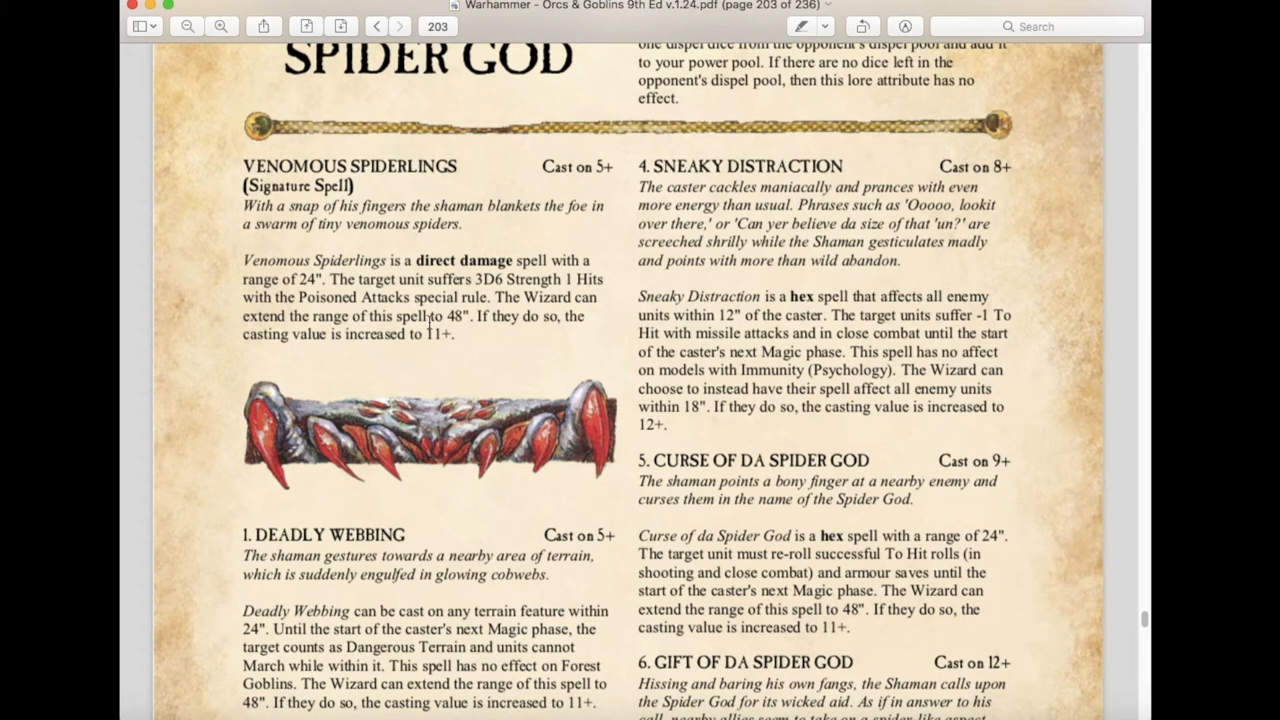 Warhammer - Orcs & Goblins 9th Ed v.1.24.pdf (page 203 of 236)
203
Search
SPIDER GOD
one dispel dice from the opponent's dispel pool and add it
to your power pool. If there are no dice left in the
opponent's dispel pool, then this lore attribute has no
effect.
VENOMOUS SPIDERLINGS Cast on 5+
(Signature Spell)
With a snap of his fingers the shaman blankets the foe in
a swarm of tiny venomous spiders.
Venomous Spiderlings is a direct damage spell with a
range of 24". The target unit suffers 3D6 Strength 1 Hits
with the Poisoned Attacks special rule. The Wizard can
extend the range of this spell to 48". If they do so, the
casting value is increased to 11+.
1. DEADLY WEBBING Cast on 5+
The shaman gestures towards a nearby area of terrain,
which is suddenly engulfed in glowing cobwebs.
Deadly Webbing can be cast on any terrain feature within
24". Until the start of the caster's next Magic phase, the
target counts as Dangerous Terrain and units cannot
March while within it. This spell has no effect on Forest
Goblins. The Wizard can extend the range of this spell to
48". If they do so, the casting value is increased to 11+.
4. SNEAKY DISTRACTION Cast on 8+
The caster cackles maniacally and prances with even
more energy than usual. Phrases such as 'Ooooo, lookit
over there,' or 'Can yer believe da size of that 'un?' are
screeched shrilly while the Shaman gesticulates madly
and points with more than wild abandon.
Sneaky Distraction is a hex spell that affects all enemy
units within 12" of the caster. The target units suffer -1 To
Hit with missile attacks and in close combat until the start
of the caster's next Magic phase. This spell has no affect
on models with Immunity (Psychology). The Wizard can
choose to instead have their spell affect all enemy units
within 18". If they do so, the casting value is increased to
12+.
5. CURSE OF DA SPIDER GOD Cast on 9+
The shaman points a bony finger at a nearby enemy and
curses them in the name of the Spider God.
Curse of da Spider God is a hex spell with a range of 24".
The target unit must re-roll successful To Hit rolls (in
shooting and close combat) and armour saves until the
start of the caster's next Magic phase. The Wizard can
extend the range of this spell to 48". If they do so, the
casting value is increased to 11+.
6. GIFT OF DA SPIDER GOD Cast on 12+
Hissing and baring his own fangs, the Shaman calls upon
the Spider God for its wicked aid. As if in answer to his
call, nearby allies seem to take on a spider-like aspect